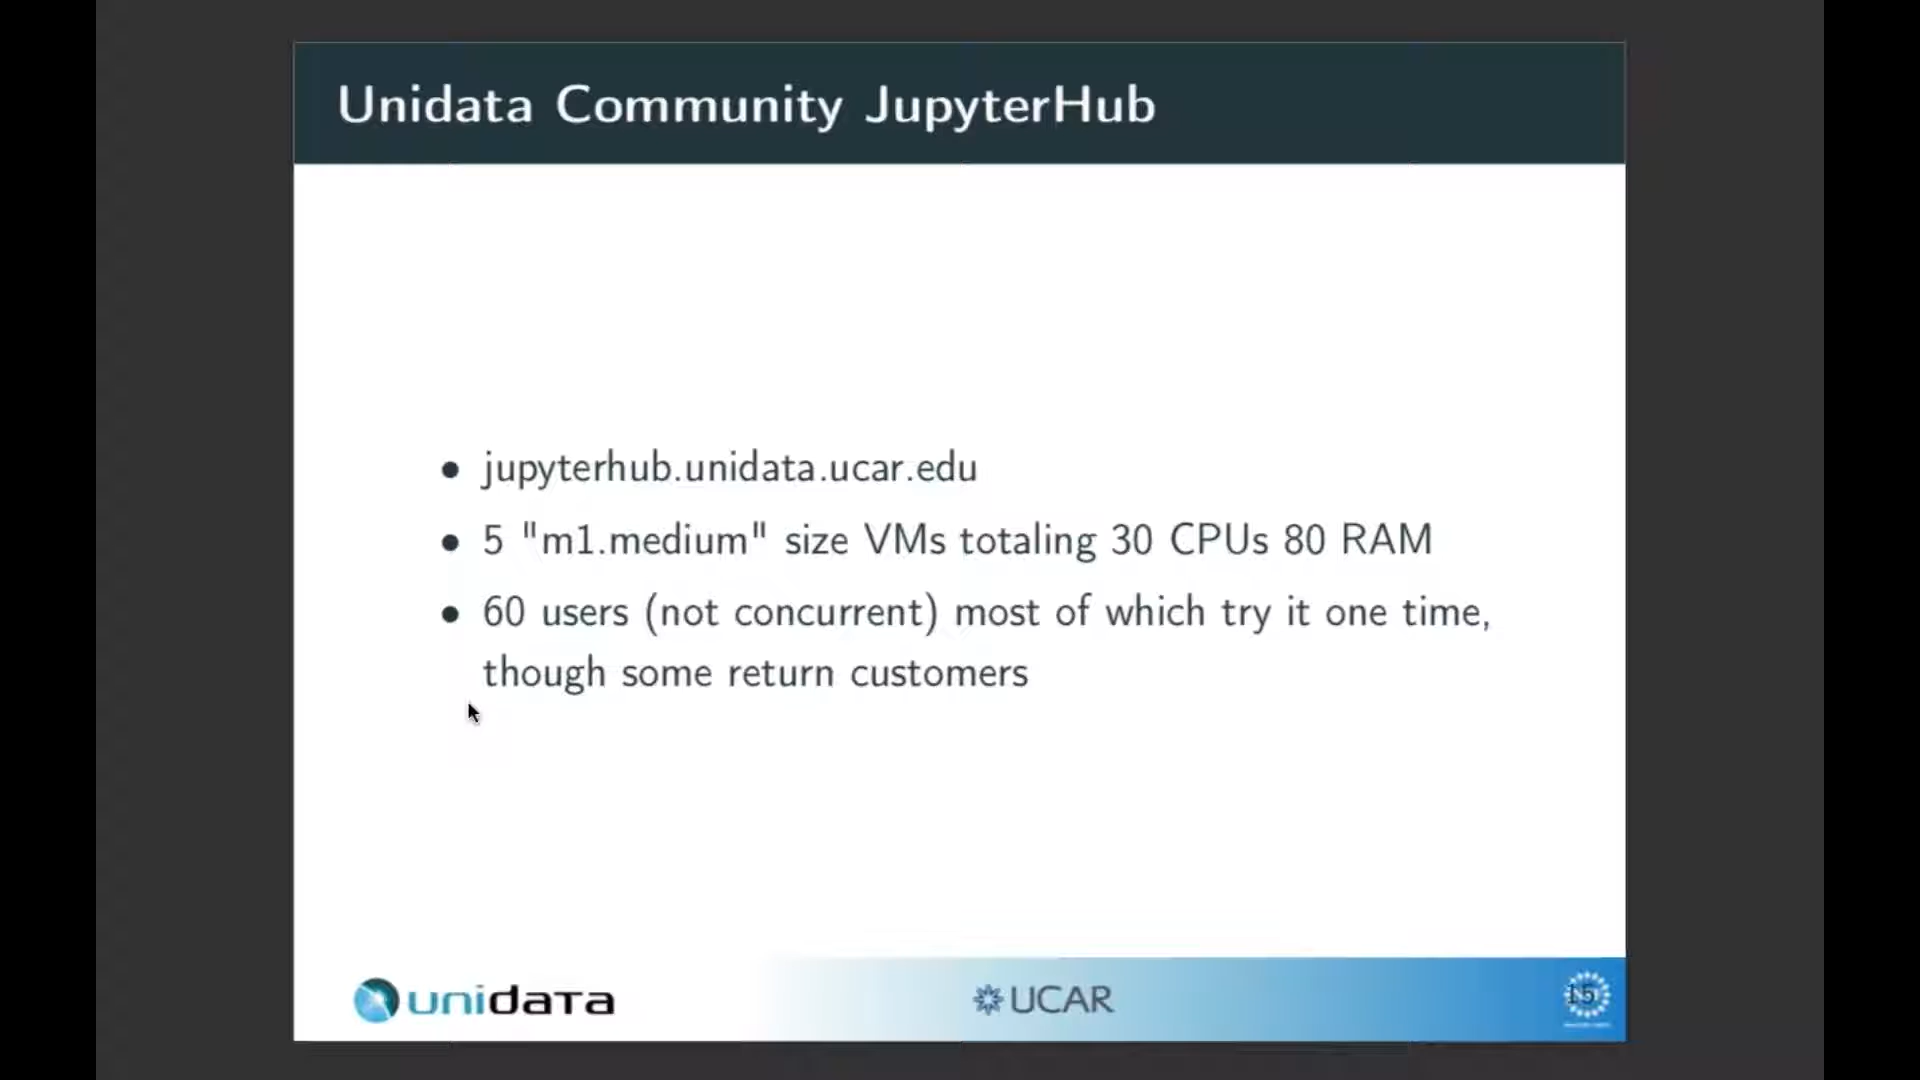 Unidata Community JupyterHub
• jupyterhub.unidata.ucar.edu
• 5 "m1.medium" size VMs totaling 30 CPUs 80 RAM
• 60 users (not concurrent) most of which try it one time,
though some return customers
unidata
UCAR
15